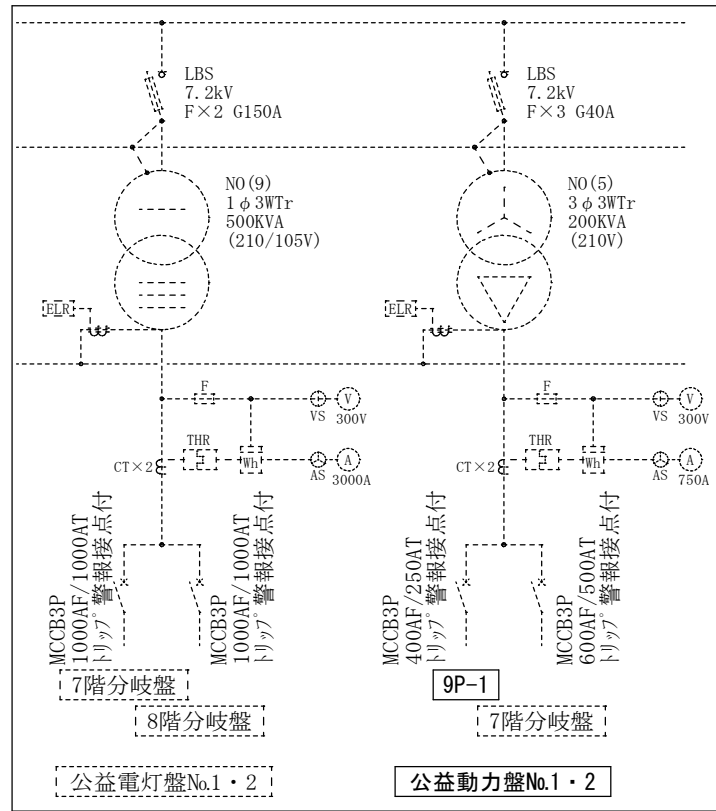 LBS
7.2kV
F×2 G150A
NO(9)
1φ3WTr
500KVA
(210/105V)
ELR
F
VS
V
300V
THR
CT×2
Wh
AS
A
3000A
MCCB3P
1000AF/1000AT
トリップ警報接点付
MCCB3P
1000AF/1000AT
トリップ警報接点付
7階分岐盤
8階分岐盤
公益電灯盤No.1・2
LBS
7.2kV
F×3 G40A
NO(5)
3φ3WTr
200KVA
(210V)
ELR
F
VS
V
300V
THR
CT×2
Wh
AS
A
750A
MCCB3P
400AF/250AT
トリップ警報接点付
MCCB3P
600AF/500AT
トリップ警報接点付
9P-1
7階分岐盤
公益動力盤No.1・2